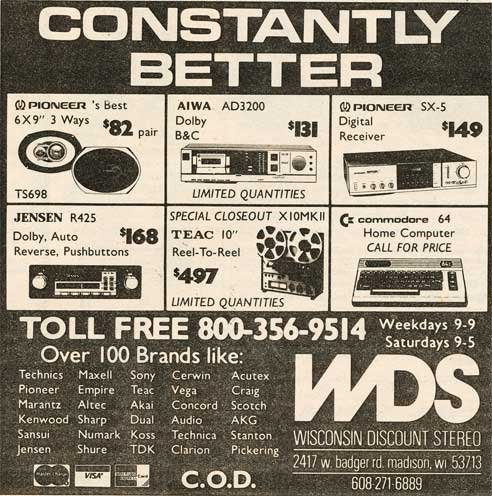 CONSTANTLY
BETTER
PIONEER 's Best
6X9" 3 Ways
$82 pair
TS698
AIWA AD3200
Dolby
B&C
$131
LIMITED QUANTITIES
PIONEER SX-5
Digital
Receiver
$149
JENSEN R425
Dolby, Auto
Reverse, Pushbuttons
$168
SPECIAL CLOSEOUT X10MKII
TEAC 10"
Reel-To-Reel
$497
LIMITED QUANTITIES
commodore 64
Home Computer
CALL FOR PRICE
TOLL FREE 800-356-9514
Weekdays 9-9
Saturdays 9-5
Over 100 Brands like:
Technics Maxell Sony Cerwin Acutex
Pioneer Empire Teac Vega Craig
Marantz Altec Akai Concord Scotch
Kenwood Sharp Dual Audio AKG
Sansui Numark Koss Technica Stanton
Jensen Shure TDK Clarion Pickering
WDS
WISCONSIN DISCOUNT STEREO
2417 w. badger rd. madison, wi 53713
608-271-6889
master charge
VISA
C.O.D.